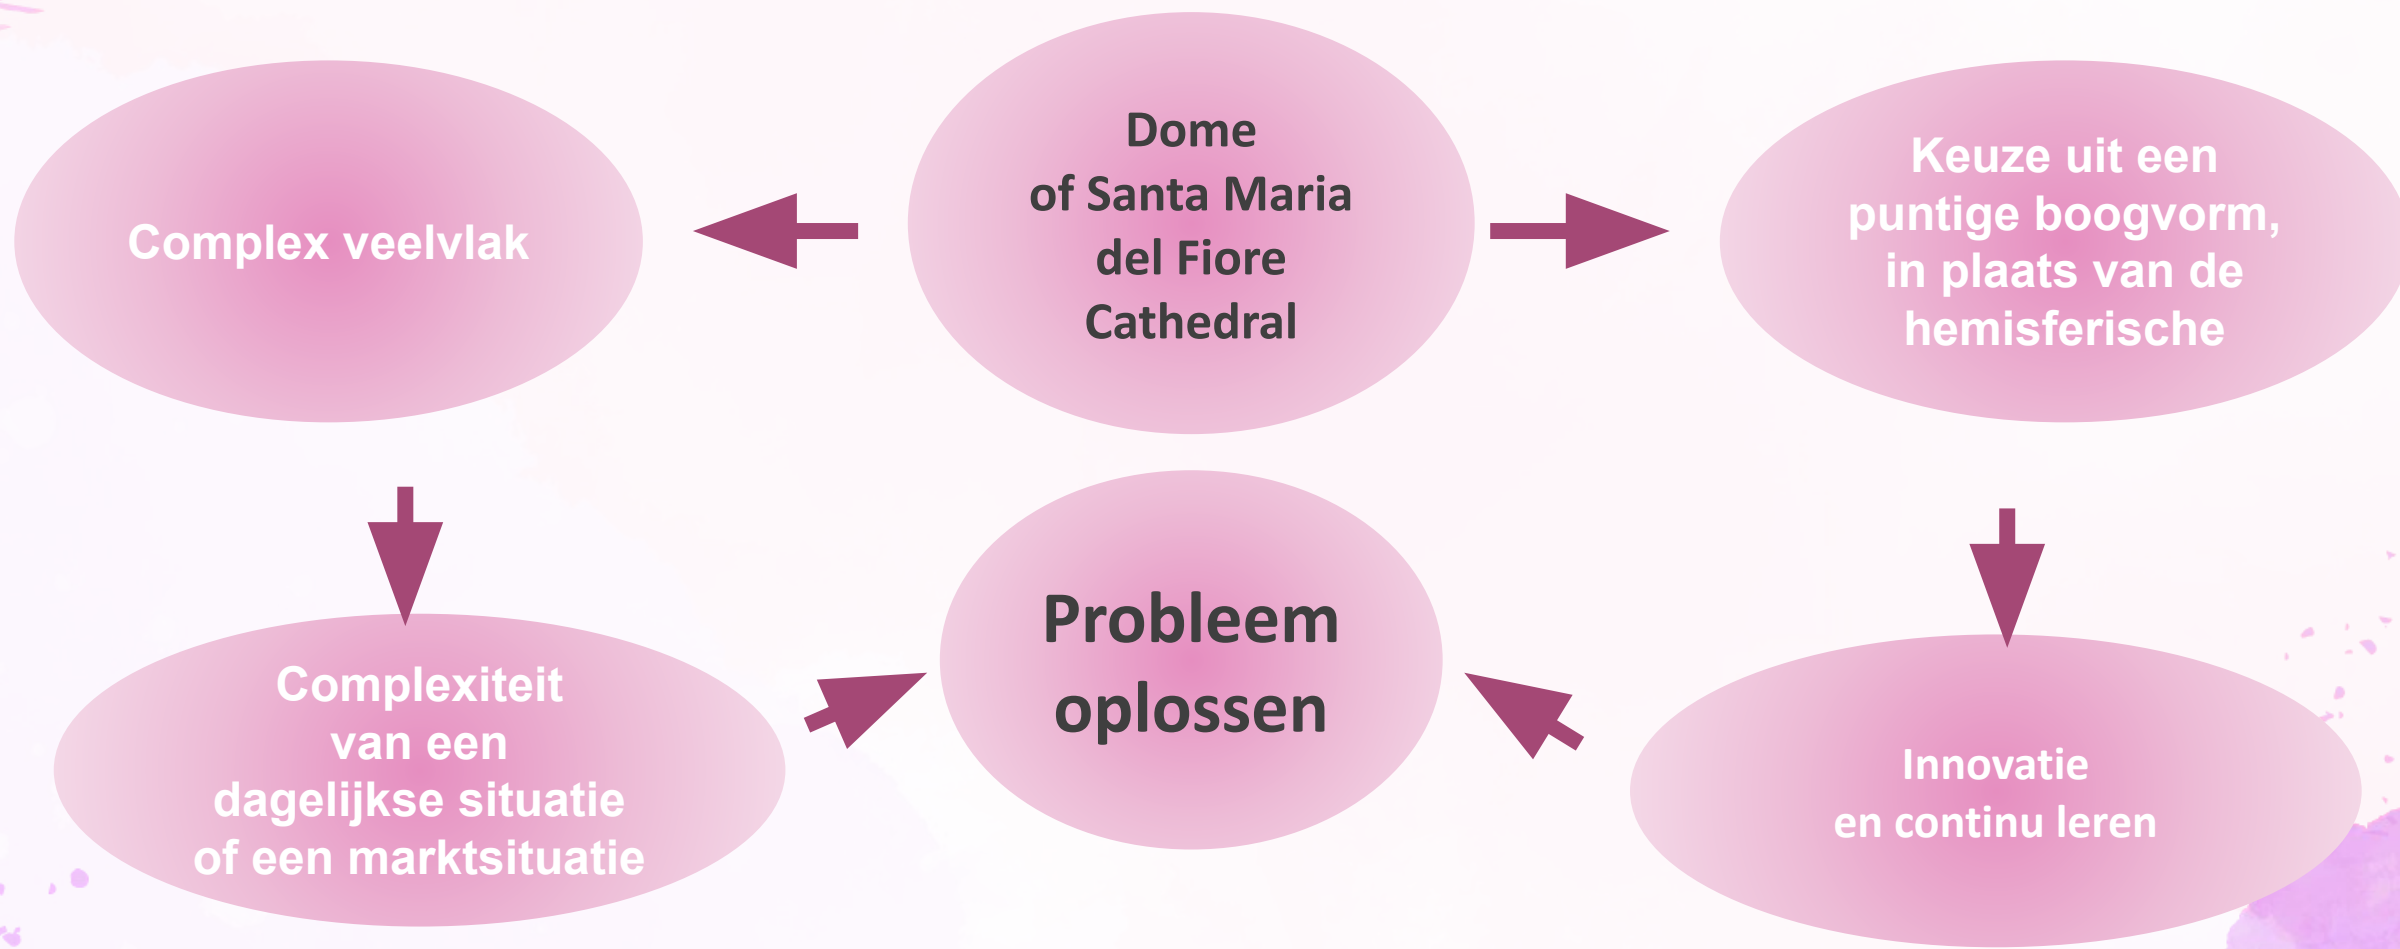 Complex veelvlak
Dome
of Santa Maria
del Fiore
Cathedral
Keuze uit een
puntige boogvorm,
in plaats van de
hemisferische
Complexiteit
van een
dagelijkse situatie
of een marktsituatie
Probleem
oplossen
Innovatie
en continu leren